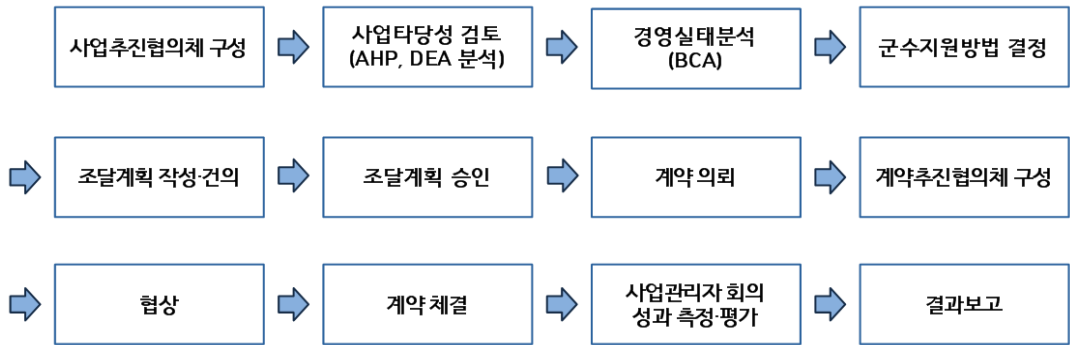 사업추진협의체 구성
사업타당성 검토
(AHP, DEA 분석)
경영실태분석
(BCA)
군수지원방법 결정
조달계획 작성·건의
조달계획 승인
계약 의뢰
계약추진협의체 구성
협상
계약 체결
사업관리자 회의
성과 측정·평가
결과보고